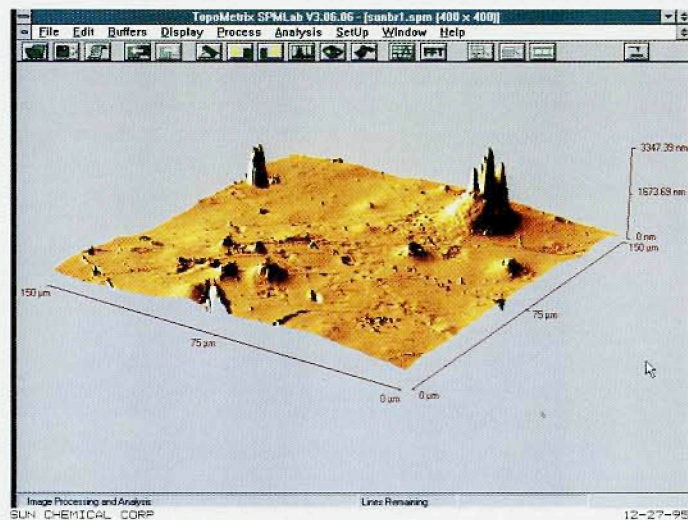 TopoMetrix SPMLab V3.06.06 - [sunbr1.spm [400 x 400]]
File Edit Buffers Display Process Analysis SetUp Window Help
FFT
3347.39 nm
1673.69 nm
0 nm
150 µm
150 µm
75 µm
75 µm
0 µm
0 µm
Image Processing and Analysis
Lines Remaining
SUN CHEMICAL CORP
12-27-95